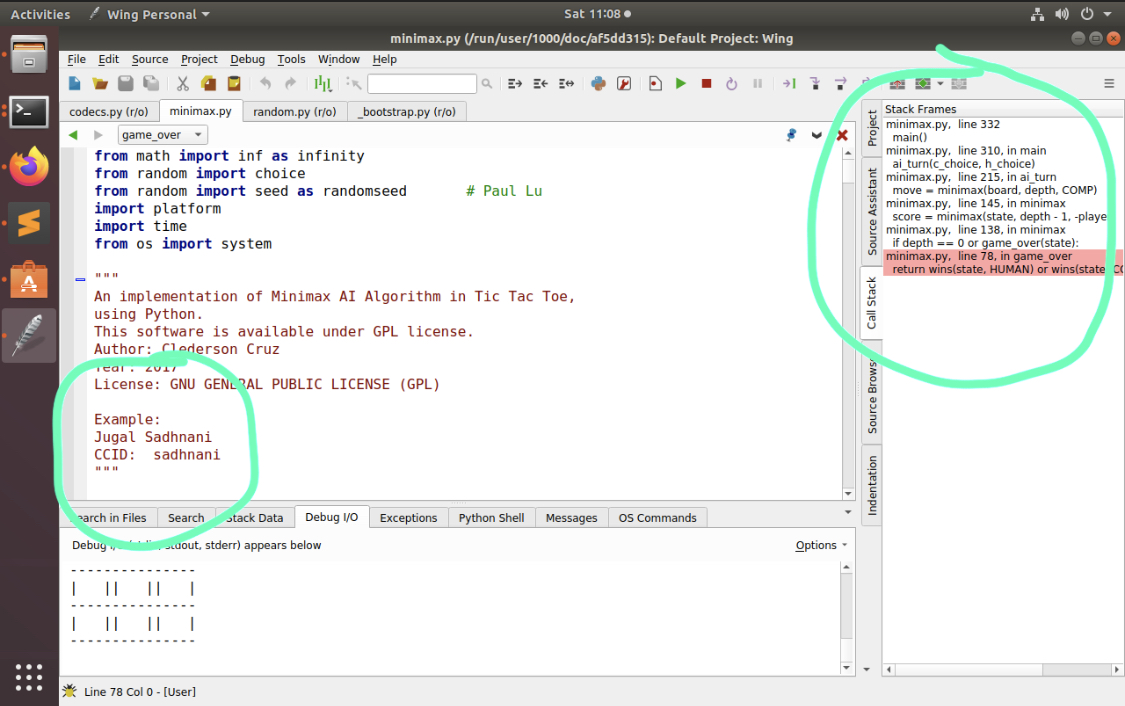 Activities
Wing Personal
Sat 11:08
minimax.py (/run/user/1000/doc/af5dd315): Default Project: Wing
File Edit Source Project Debug Tools Window Help
codecs.py (r/o) minimax.py random.py (r/o) _bootstrap.py (r/o)
game_over
from math import inf as infinity
from random import choice
from random import seed as randomseed # Paul Lu
import platform
import time
from os import system
"""
An implementation of Minimax AI Algorithm in Tic Tac Toe,
using Python.
This software is available under GPL license.
Author: Clederson Cruz
Year: 2017
License: GNU GENERAL PUBLIC LICENSE (GPL)
Example:
Jugal Sadhnani
CCID: sadhnani
"""
Project
Source Assistant
Call Stack
Source Browse
Indentation
Stack Frames
minimax.py, line 332
main()
minimax.py, line 310, in main
ai_turn(c_choice, h_choice)
minimax.py, line 215, in ai_turn
move = minimax(board, depth, COMP)
minimax.py, line 145, in minimax
score = minimax(state, depth - 1, -playe
minimax.py, line 138, in minimax
if depth == 0 or game_over(state):
minimax.py, line 78, in game_over
return wins(state, HUMAN) or wins(state, CO
Search in Files Search Stack Data Debug I/O Exceptions Python Shell Messages OS Commands
Debug I/O (stdin, stdout, stderr) appears below
Options
---------------
|   ||   ||   |
---------------
|   ||   ||   |
---------------
Line 78 Col 0 - [User]